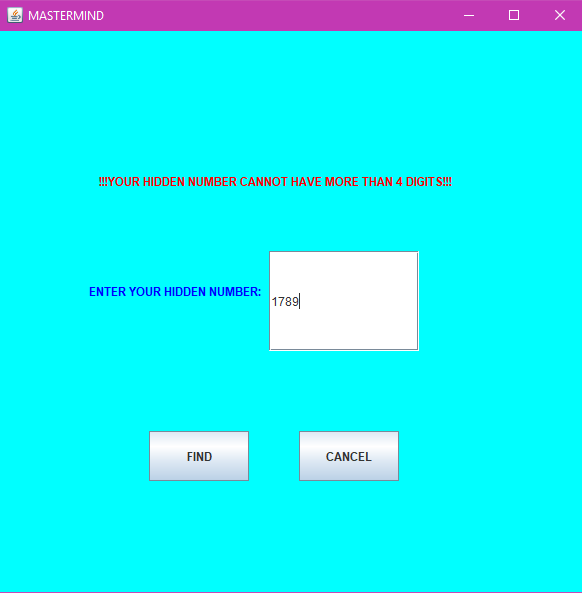 MASTERMIND
!!!YOUR HIDDEN NUMBER CANNOT HAVE MORE THAN 4 DIGITS!!!
ENTER YOUR HIDDEN NUMBER:
1789
FIND
CANCEL